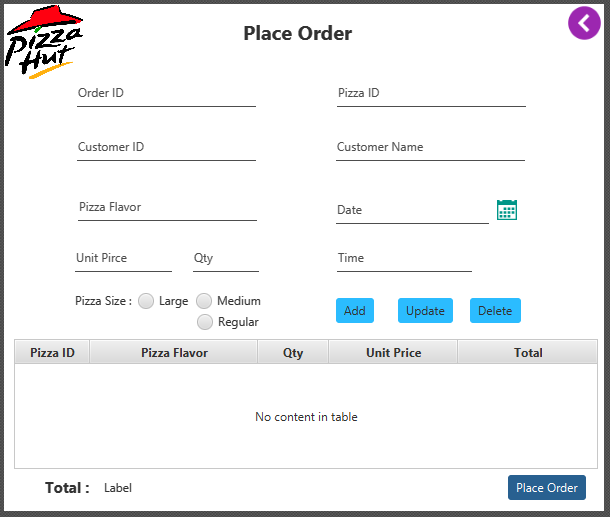 Pizza Hut
Place Order
Order ID Pizza ID
Customer ID Customer Name
Pizza Flavor Date
Unit Pirce Qty Time
Pizza Size : Large Medium
Regular
Add Update Delete
Pizza ID Pizza Flavor Qty Unit Price Total
No content in table
Total : Label Place Order